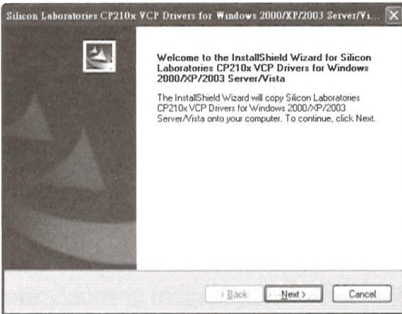 Silicon Laboratories CP210x VCP Drivers for Windows 2000/XP/2003 Server/Vi...
Welcome to the InstallShield Wizard for Silicon
Laboratories CP210x VCP Drivers for Windows
2000/XP/2003 Server/Vista
The InstallShield Wizard will copy Silicon Laboratories
CP210x VCP Drivers for Windows 2000/XP/2003
Server/Vista onto your computer. To continue, click Next.
< Back
Next >
Cancel